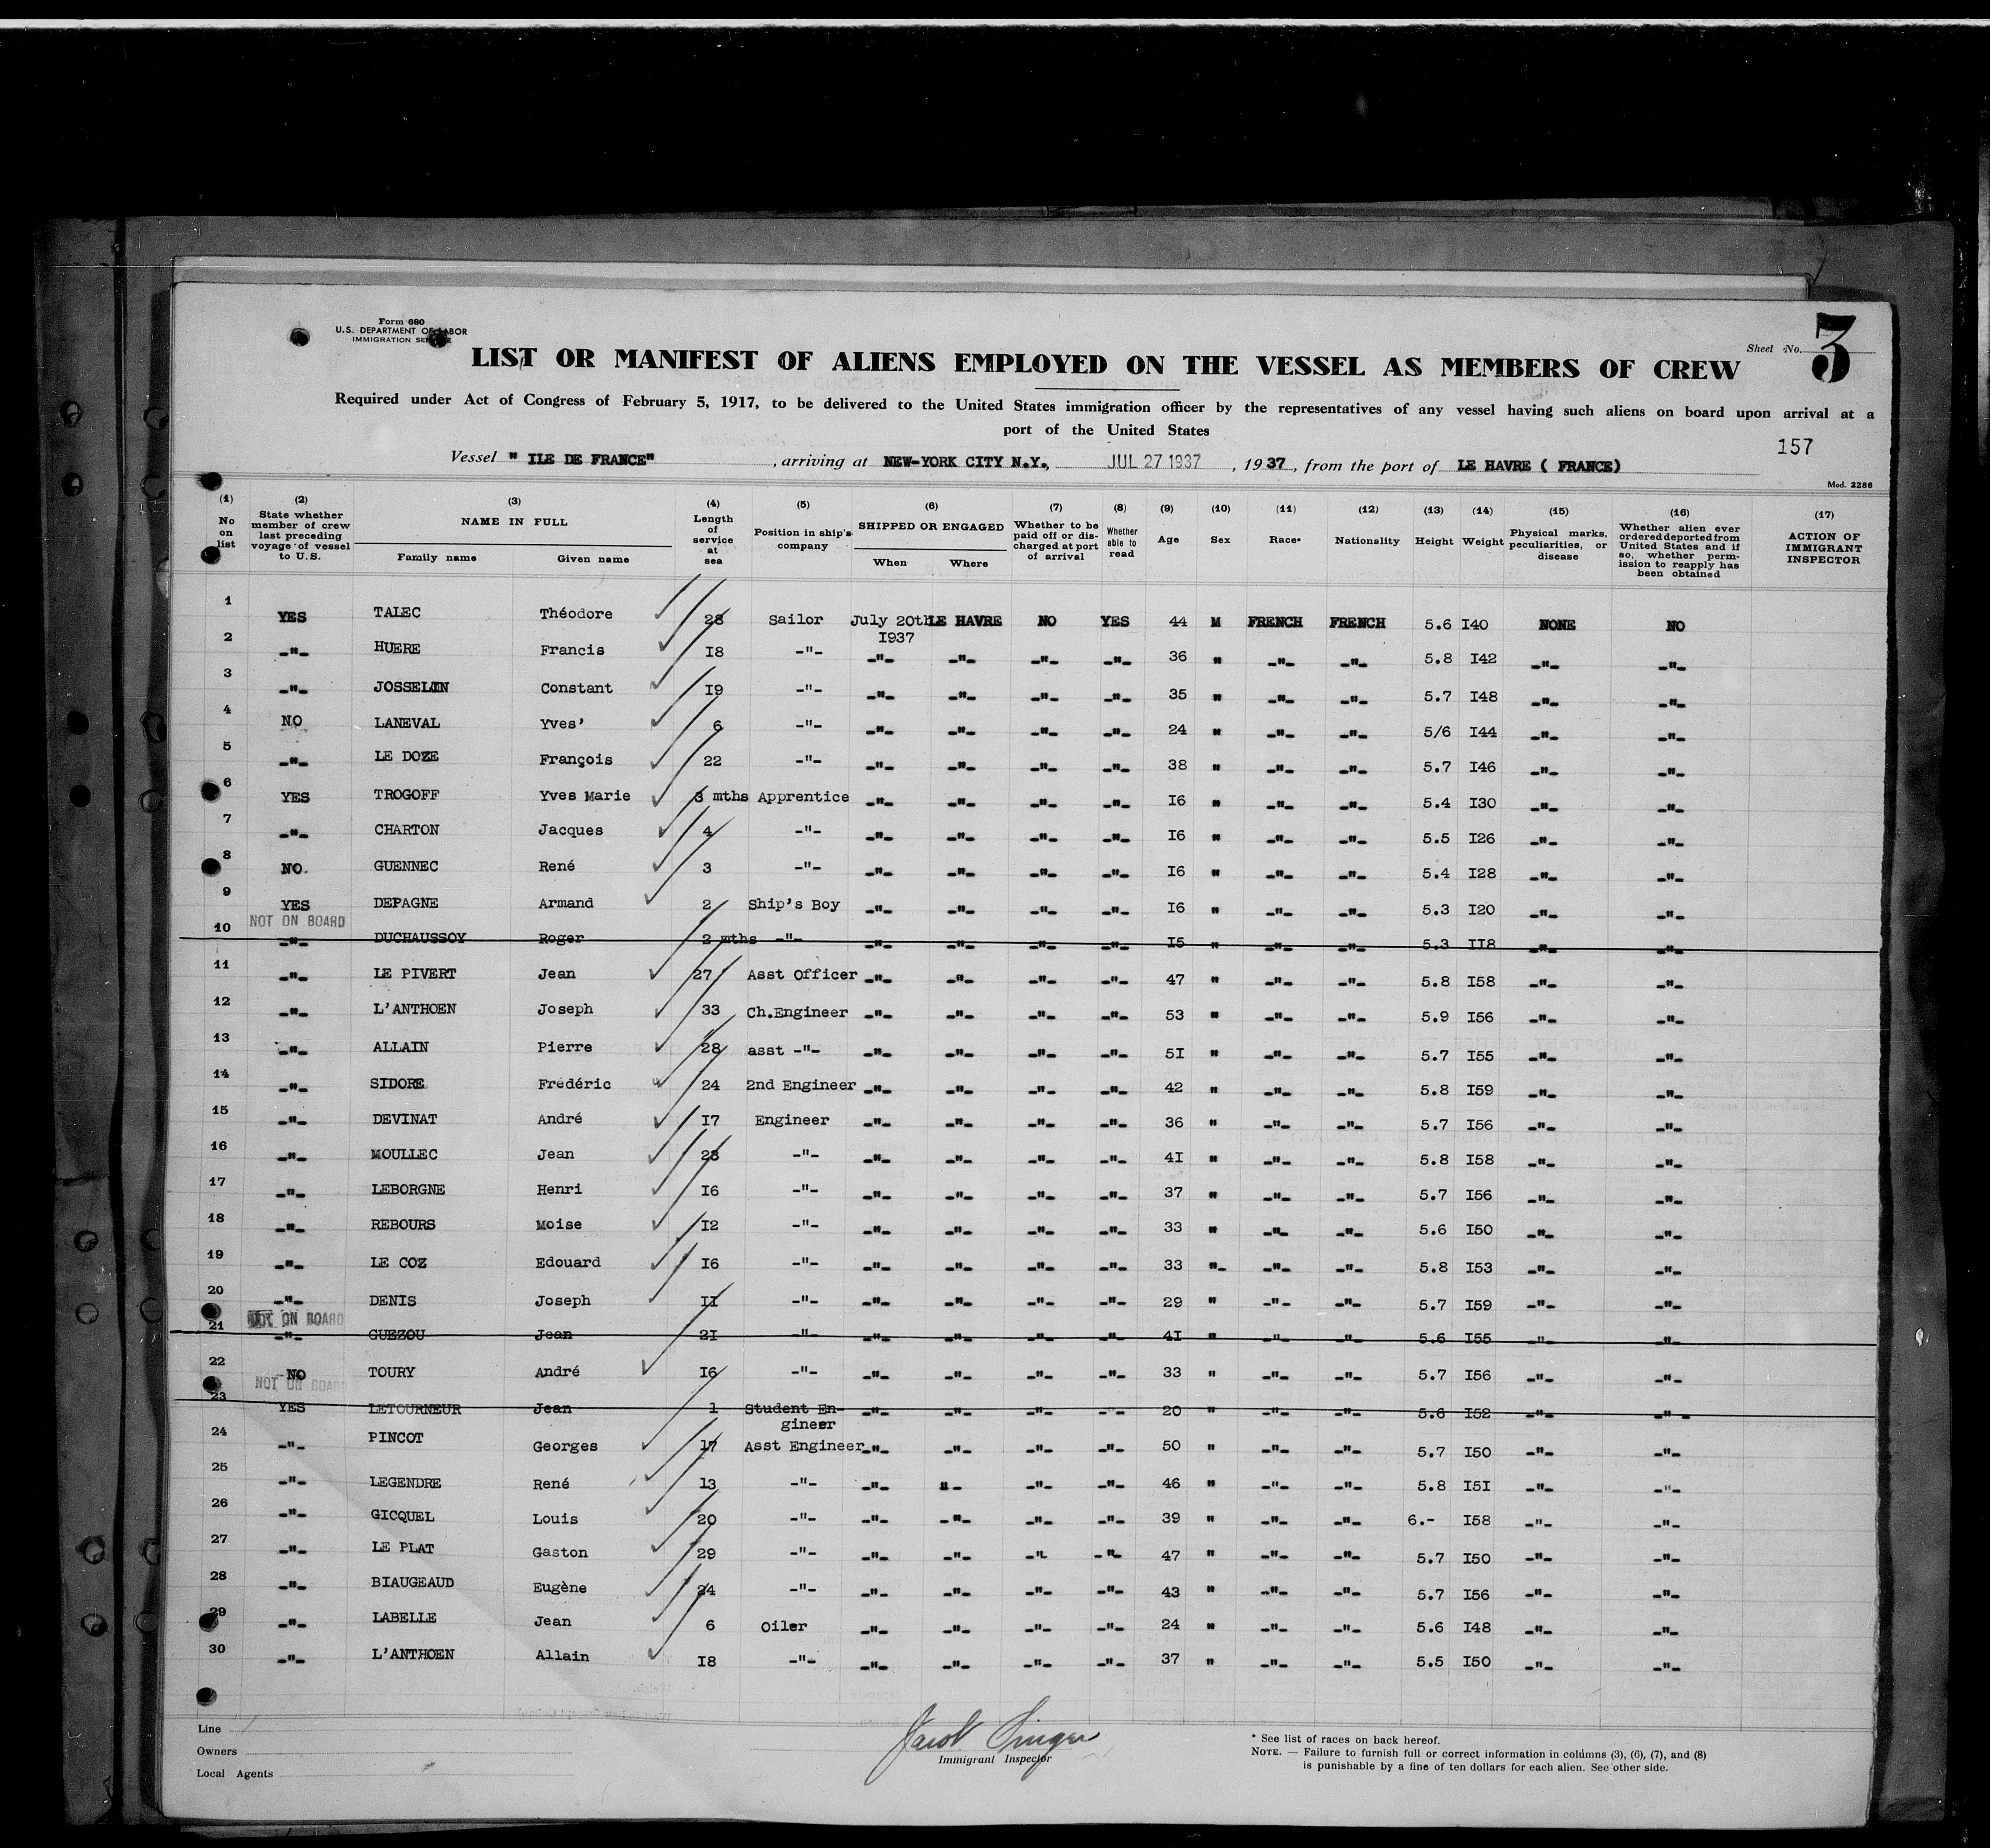 Form 680
U.S. DEPARTMENT OF LABOR
IMMIGRATION SERVICE
Sheet No. 3
LIST OR MANIFEST OF ALIENS EMPLOYED ON THE VESSEL AS MEMBERS OF CREW
Required under Act of Congress of February 5, 1917, to be delivered to the United States immigration officer by the representatives of any vessel having such aliens on board upon arrival at a
port of the United States
157
Vessel " ILE DE FRANCE" , arriving at NEW-YORK CITY N.Y., JUL 27 1937 , 1937, from the port of LE HAVRE ( FRANCE)
Mod. 2286
(1) No on list (2) State whether member of crew last preceding voyage of vessel to U.S. (3) NAME IN FULL Family name Given name (4) Length of service at sea (5) Position in ship's company (6) SHIPPED OR ENGAGED When Where (7) Whether to be paid off or discharged at port of arrival (8) Whether able to read (9) Age (10) Sex (11) Race* (12) Nationality (13) Height (14) Weight (15) Physical marks, peculiarities, or disease (16) Whether alien ever ordered deported from United States and if so, whether permission to reapply has been obtained (17) ACTION OF IMMIGRANT INSPECTOR
1 YES TALEC Théodore 28 Sailor July 20th 1937 LE HAVRE NO YES 44 M FRENCH FRENCH 5.6 I40 NONE NO
2 -"- HUERE Francis I8 -"- -"- -"- -"- -"- 36 " -"- -"- 5.8 I42 -"- -"-
3 -"- JOSSELIN Constant I9 -"- -"- -"- -"- -"- 35 " -"- -"- 5.7 I48 -"- -"-
4 NO LANEVAL Yves' 6 -"- -"- -"- -"- -"- 24 " -"- -"- 5/6 I44 -"- -"-
5 -"- LE DOZE François 22 -"- -"- -"- -"- -"- 38 " -"- -"- 5.7 I46 -"- -"-
6 YES TROGOFF Yves Marie 3 mths Apprentice -"- -"- -"- -"- I6 " -"- -"- 5.4 I30 -"- -"-
7 -"- CHARTON Jacques 4 -"- -"- -"- -"- -"- I6 " -"- -"- 5.5 I26 -"- -"-
8 NO. GUENNEC René 3 -"- -"- -"- -"- -"- I6 " -"- -"- 5.4 I28 -"- -"-
9 YES DEPAGNE Armand 2 Ship's Boy -"- -"- -"- -"- I6 " -"- -"- 5.3 I20 -"- -"-
NOT ON BOARD
10 -"- DUCHAUSSOY Roger 2 mths -"- -"- -"- -"- -"- I5 " -"- -"- 5.3 II8 -"- -"-
11 -"- LE PIVERT Jean 27 Asst Officer -"- -"- -"- -"- 47 " -"- -"- 5.8 I58 -"- -"-
12 -"- L'ANTHOEN Joseph 33 Ch.Engineer -"- -"- -"- -"- 53 " -"- -"- 5.9 I56 -"- -"-
13 -"- ALLAIN Pierre 28 asst -"- -"- -"- -"- -"- 5I " -"- -"- 5.7 I55 -"- -"-
14 -"- SIDORE Frédéric 24 2nd Engineer -"- -"- -"- -"- 42 " -"- -"- 5.8 I59 -"- -"-
15 -"- DEVINAT André I7 Engineer -"- -"- -"- -"- 36 " -"- -"- 5.7 I56 -"- -"-
16 -"- MOULLEC Jean 23 -"- -"- -"- -"- -"- 4I " -"- -"- 5.8 I58 -"- -"-
17 -"- LEBORGNE Henri I6 -"- -"- -"- -"- -"- 37 " -"- -"- 5.7 I56 -"- -"-
18 -"- REBOURS Moise I2 -"- -"- -"- -"- -"- 33 " -"- -"- 5.6 I50 -"- -"-
19 -"- LE COZ Edouard I6 -"- -"- -"- -"- -"- 33 "- -"- -"- 5.8 I53 -"- -"-
20 -"- DENIS Joseph II -"- -"- -"- -"- -"- 29 " -"- -"- 5.7 I59 -"- -"-
NOT ON BOARD
21 -"- GUEZOU Jean 2I -"- -"- -"- -"- -"- 4I " -"- -"- 5.6 I55 -"- -"-
22 -NO TOURY André I6 -"- -"- -"- -"- -"- 33 " -"- -"- 5.7 I56 -"- -"-
NOT ON BOARD
23 YES LETOURNEUR Jean 1 Student Engineer -"- -"- -"- -"- 20 " -"- -"- 5.6 I52 -"- -"-
24 -"- PINCOT Georges 17 Asst Engineer -"- -"- -"- -"- 50 " -"- -"- 5.7 I50 -"- -"-
25 -"- LEGENDRE René 13 -"- -"- "- -"- -"- 46 " -"- -"- 5.8 I5I -"- -"-
26 -"- GICQUEL Louis 20 -"- -"- -"- -"- -"- 39 " -"- -"- 6.- I58 -"- -"-
27 -"- LE PLAT Gaston 29 -"- -"- -"- -"- -"- 47 " -"- -"- 5.7 I50 -"- -"-
28 -"- BIAUGEAUD Eugène 24 -"- -"- -"- -"- -"- 43 " -"- -"- 5.7 I56 -"- -"-
29 -"- LABELLE Jean 6 Oiler -"- -"- -"- -"- 24 " -"- -"- 5.6 I48 -"- -"-
30 -"- L'ANTHOEN Allain I8 -"- -"- -"- -"- -"- 37 " -"- -"- 5.5 I50 -"- -"-
Line
Owners
Local Agents
Jacob Singer
Immigrant Inspector
* See list of races on back hereof.
NOTE. — Failure to furnish full or correct information in columns (3), (6), (7), and (8)
is punishable by a fine of ten dollars for each alien. See other side.